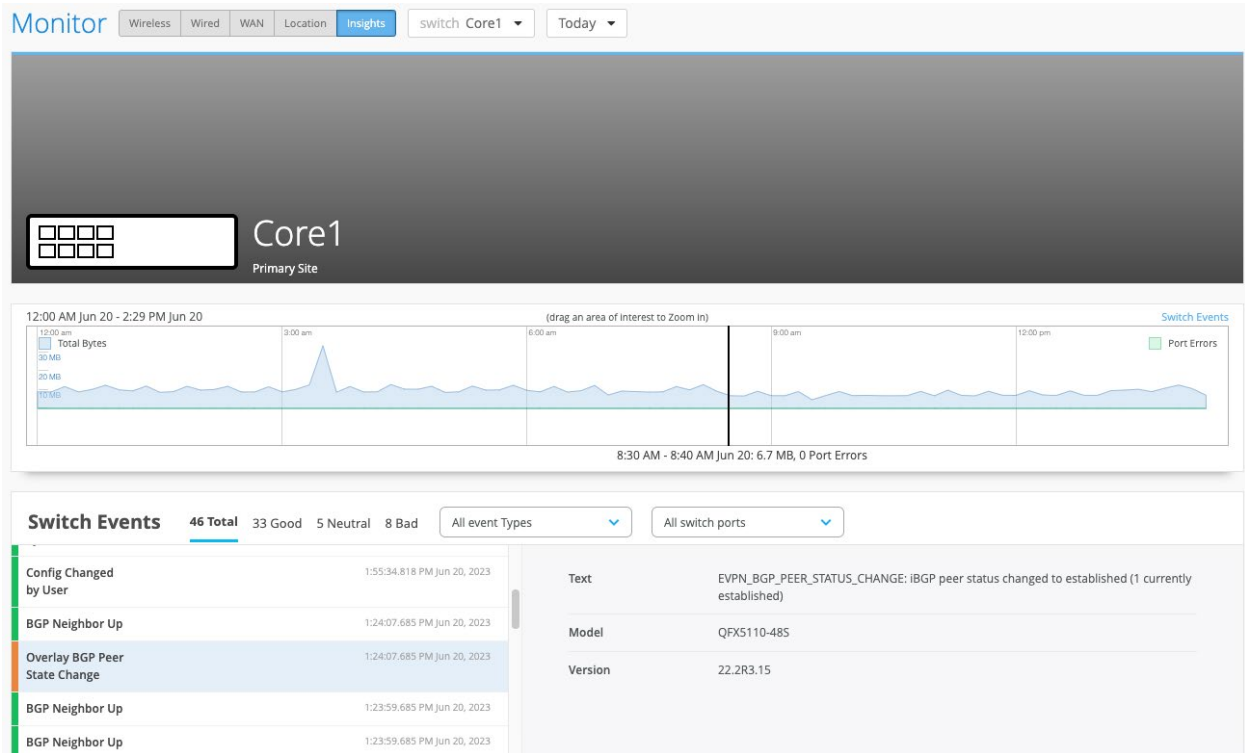 Monitor Wireless Wired WAN Location Insights switch Core1 Today
Core1
Primary Site
12:00 AM Jun 20 - 2:29 PM Jun 20 (drag an area of interest to Zoom in) Switch Events
12:00 am 3:00 am 6:00 am 9:00 am 12:00 pm
Total Bytes Port Errors
30 MB
20 MB
10 MB
8:30 AM - 8:40 AM Jun 20: 6.7 MB, 0 Port Errors
Switch Events 46 Total 33 Good 5 Neutral 8 Bad All event Types All switch ports
Config Changed
by User
1:55:34.818 PM Jun 20, 2023
BGP Neighbor Up 1:24:07.685 PM Jun 20, 2023
Overlay BGP Peer
State Change
1:24:07.685 PM Jun 20, 2023
BGP Neighbor Up 1:23:59.685 PM Jun 20, 2023
BGP Neighbor Up 1:23:59.685 PM Jun 20, 2023
Text EVPN_BGP_PEER_STATUS_CHANGE: iBGP peer status changed to established (1 currently
established)
Model QFX5110-48S
Version 22.2R3.15